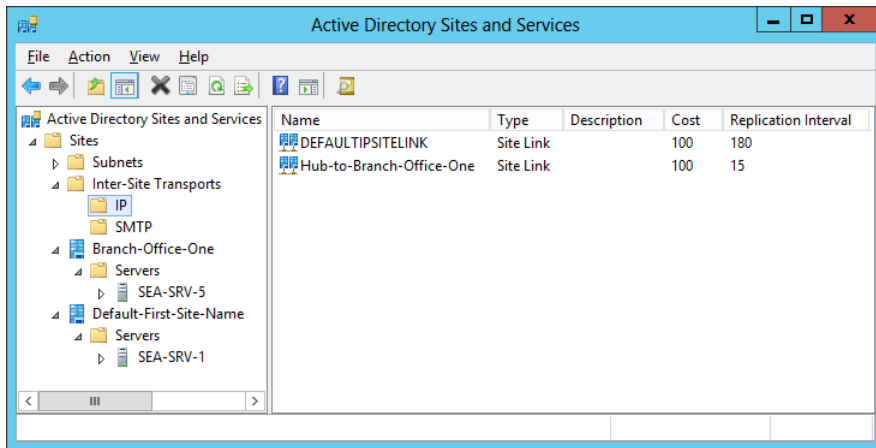 Active Directory Sites and Services
File Action View Help
Active Directory Sites and Services
Sites
Subnets
Inter-Site Transports
IP
SMTP
Branch-Office-One
Servers
SEA-SRV-5
Default-First-Site-Name
Servers
SEA-SRV-1
Name Type Description Cost Replication Interval
DEFAULTIPSITELINK Site Link 100 180
Hub-to-Branch-Office-One Site Link 100 15